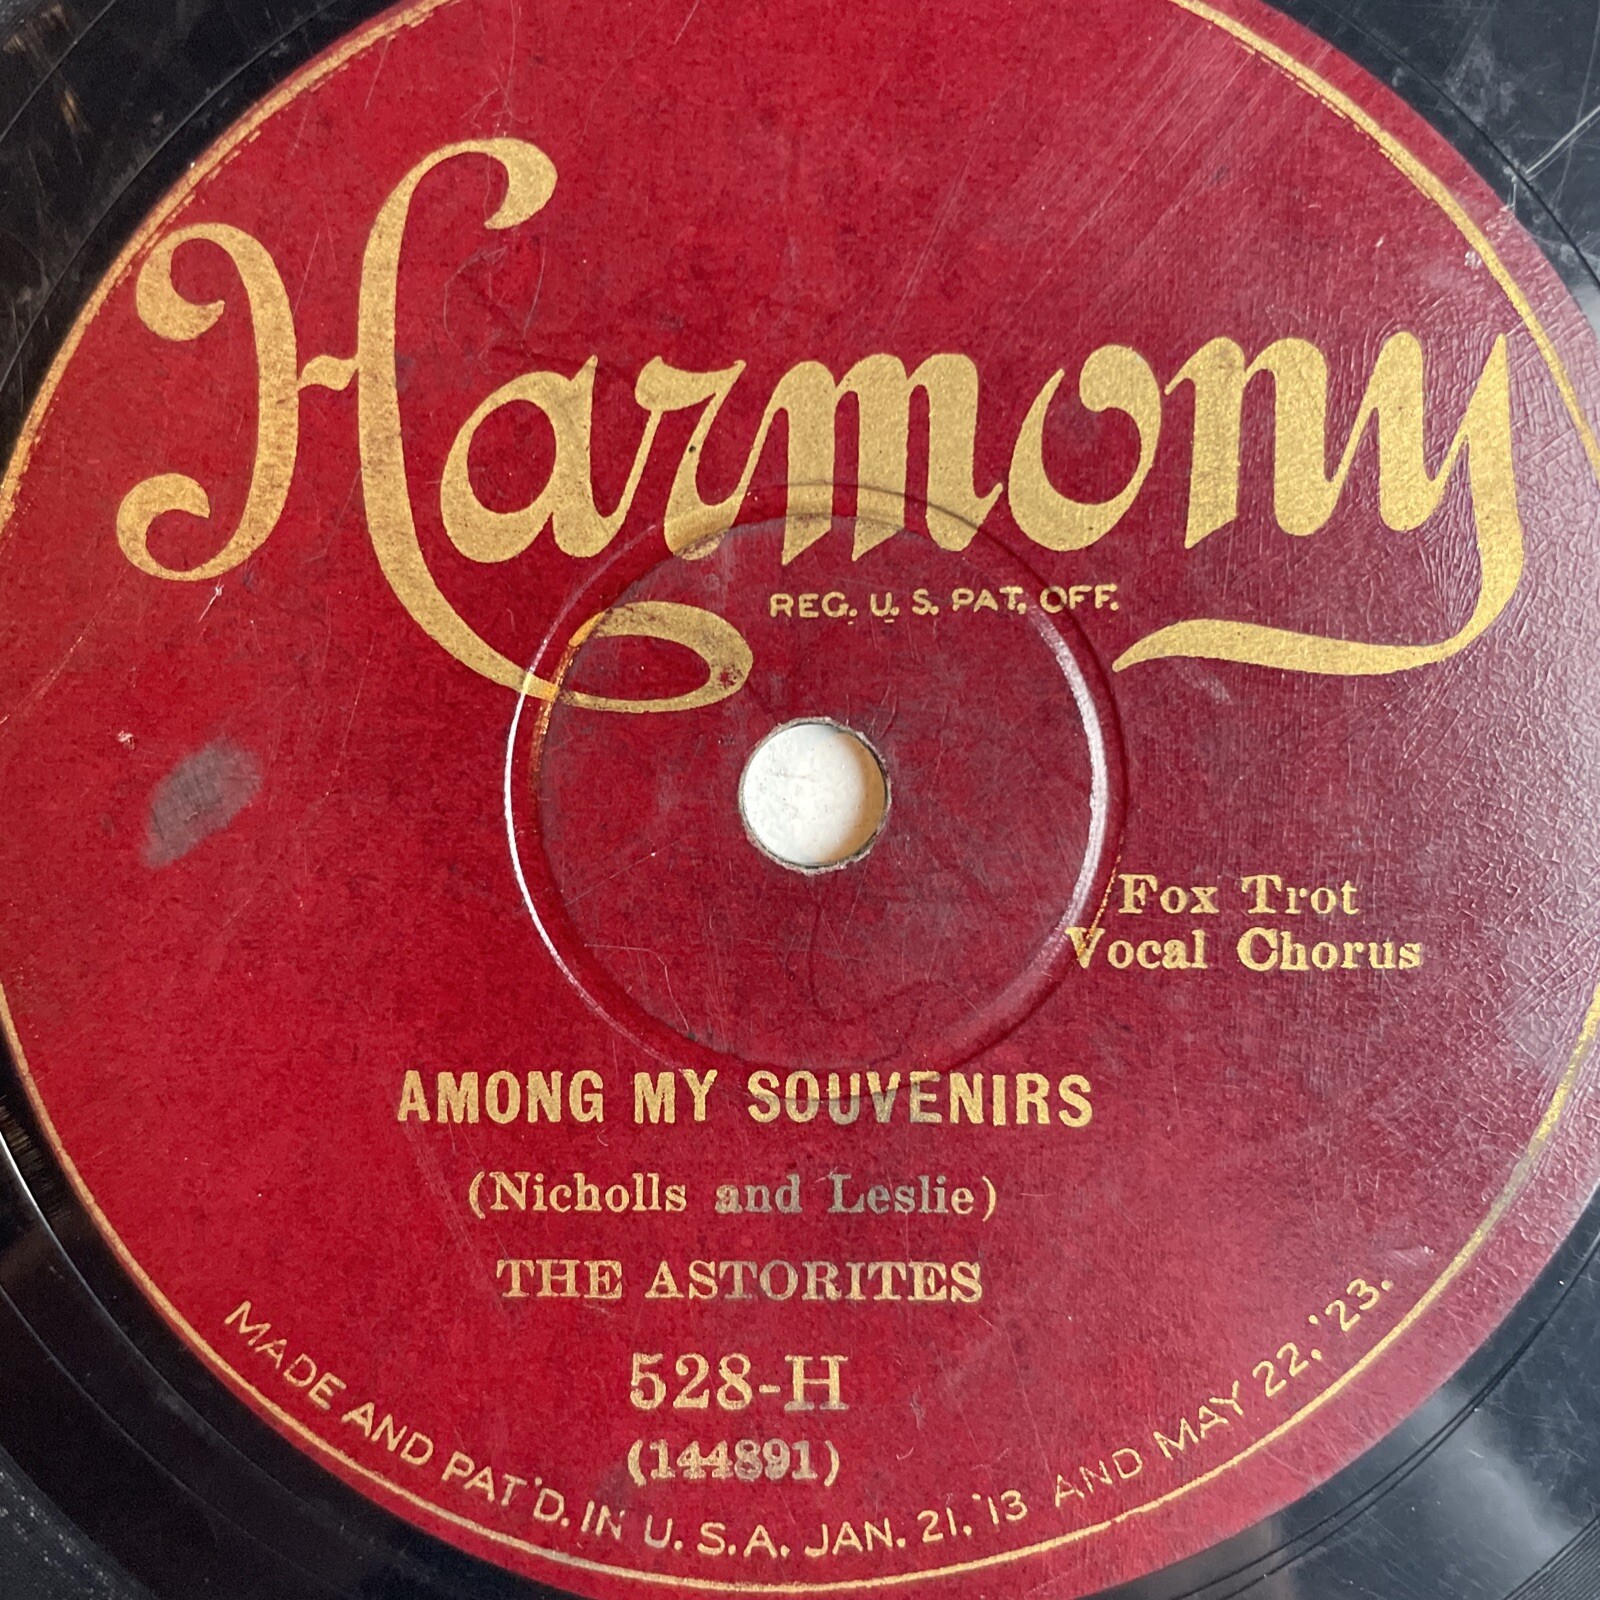 Harmony
REG. U. S. PAT. OFF.
Fox Trot
Vocal Chorus
AMONG MY SOUVENIRS
(Nicholls and Leslie)
THE ASTORITES
528-H
(144891)
MADE AND PAT'D. IN U. S. A. JAN. 21, '13 AND MAY 22, '23.